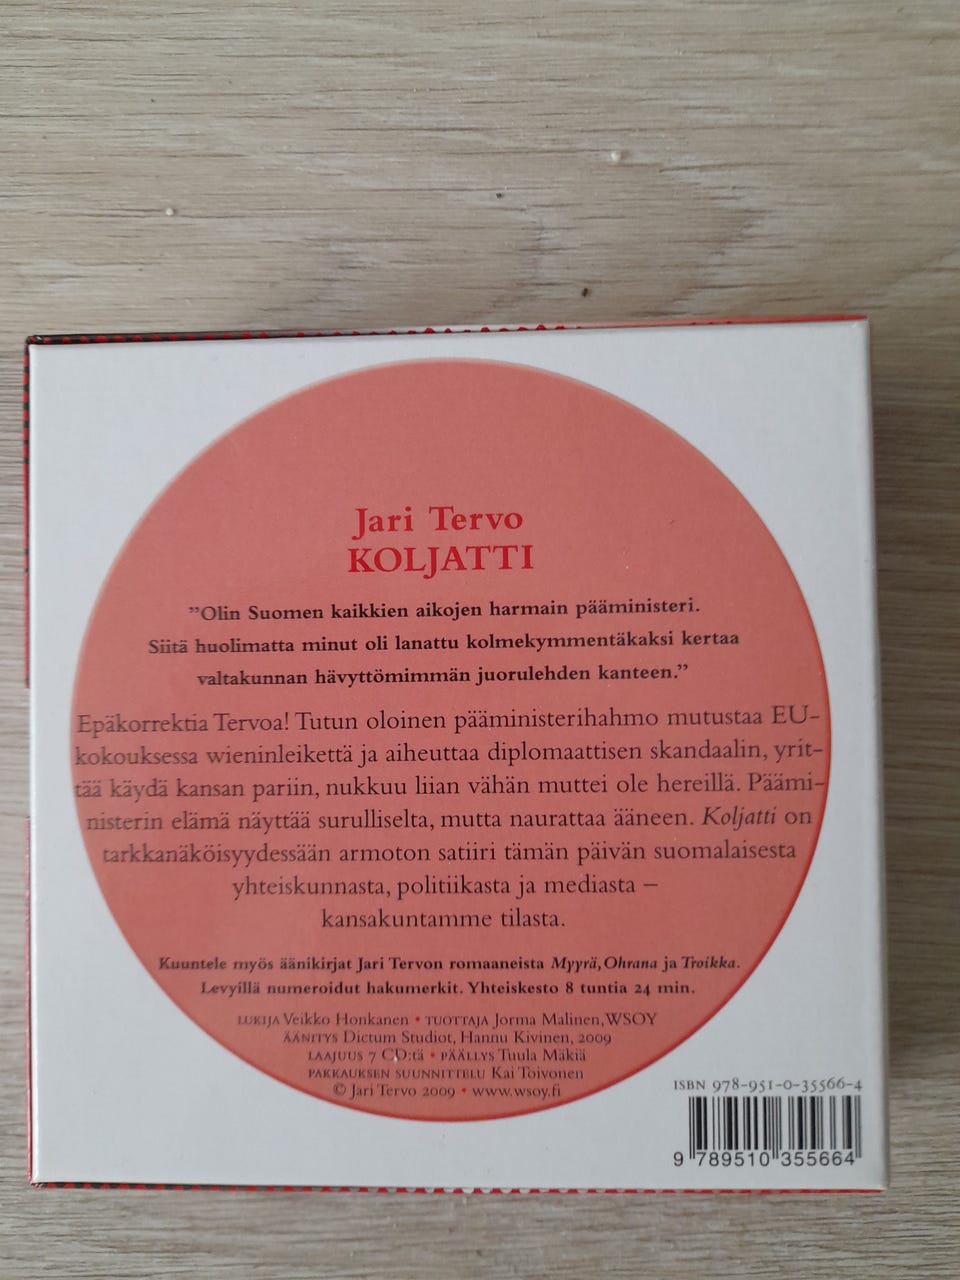 Jari Tervo
KOLJATTI
”Olin Suomen kaikkien aikojen harmain pääministeri.
Siitä huolimatta minut oli lanattu kolmekymmentäkaksi kertaa
valtakunnan hävyttömimmän juorulehden kanteen.”
Epäkorrektia Tervoa! Tutun oloinen pääministerihahmo mutustaa EU-
kokouksessa wieninleikettä ja aiheuttaa diplomaattisen skandaalin, yrit-
tää käydä kansan pariin, nukkuu liian vähän muttei ole hereillä. Päämi-
nisterin elämä näyttää surulliselta, mutta naurattaa ääneen. Koljatti on
tarkkanäköisyydessään armoton satiiri tämän päivän suomalaisesta
yhteiskunnasta, politiikasta ja mediasta –
kansakuntamme tilasta.
Kuuntele myös äänikirjat Jari Tervon romaaneista Myyrä, Ohrana ja Troikka.
Levyillä numeroidut hakumerkit. Yhteiskesto 8 tuntia 24 min.
LUKIJA Veikko Honkanen • TUOTTAJA Jorma Malinen, WSOY
ÄÄNITYS Dictum Studiot, Hannu Kivinen, 2009
LAAJUUS 7 CD:tä • PÄÄLLYS Tuula Mäkiä
PAKKAUKSEN SUUNNITTELU Kai Toivonen
© Jari Tervo 2009 • www.wsoy.fi
ISBN 978-951-0-35566-4
9 789510 355664